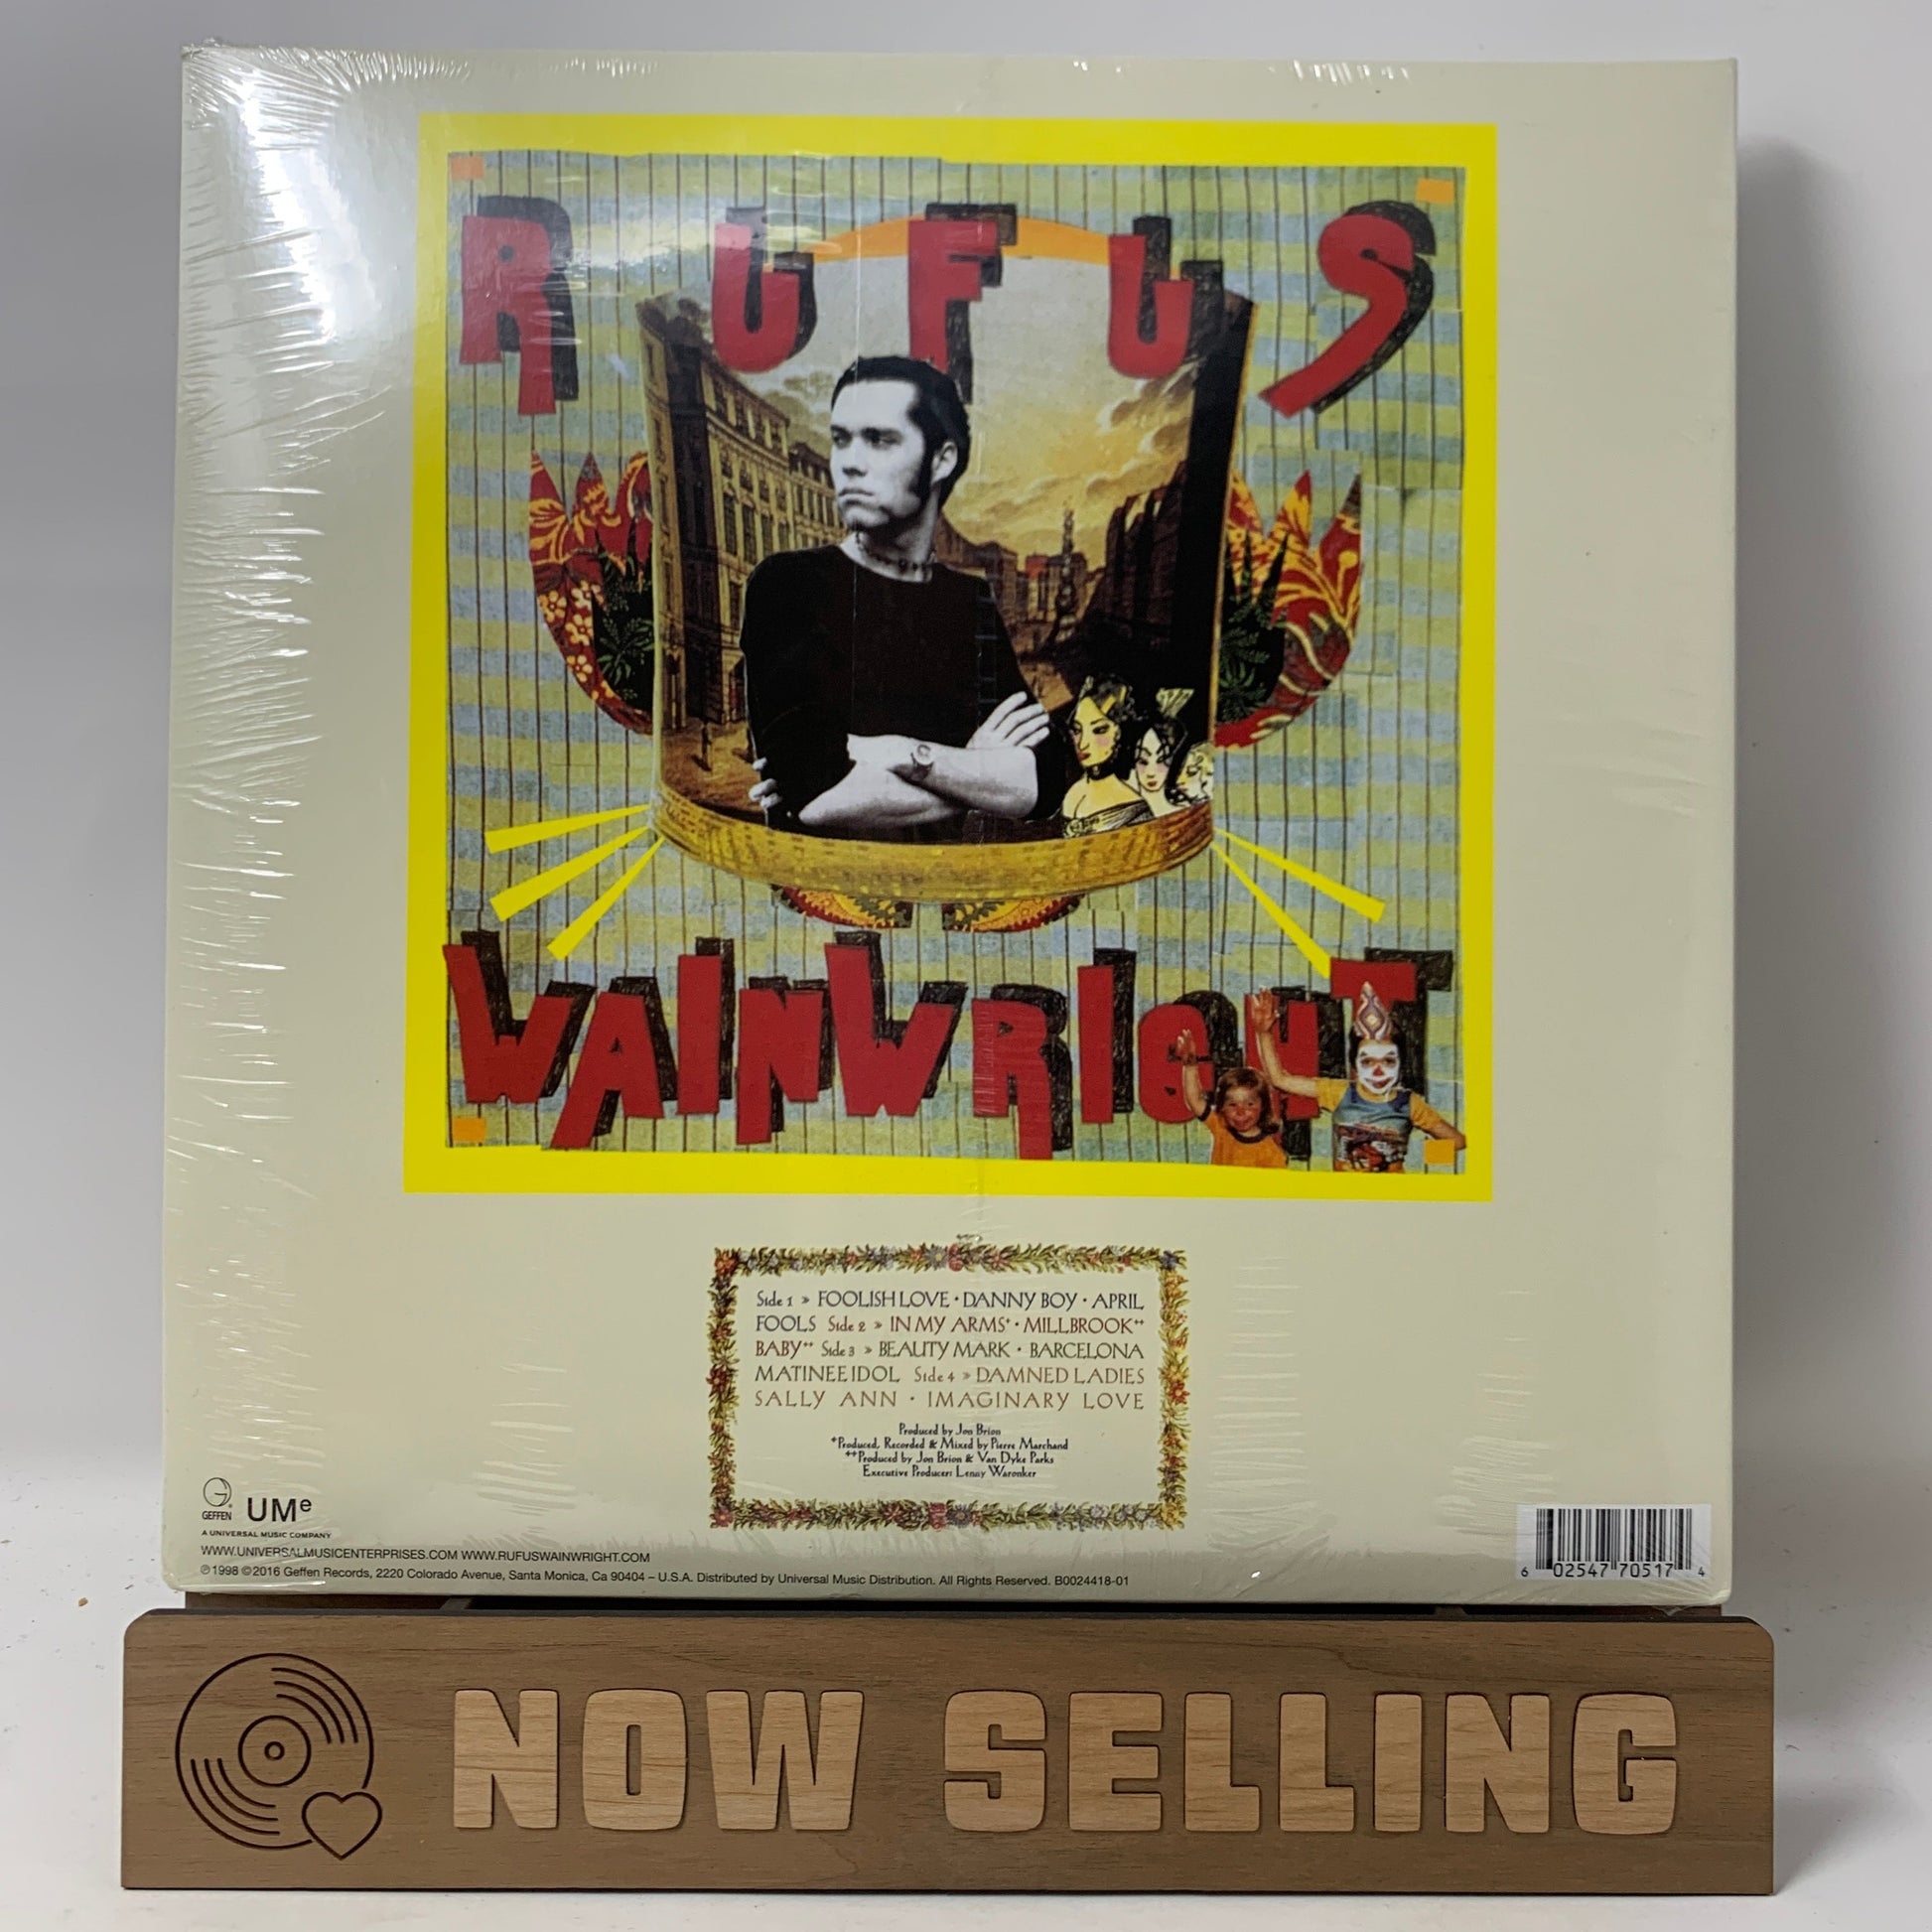 RUFUS
WAINWRIGHT
Side 1 » FOOLISH LOVE • DANNY BOY • APRIL
FOOLS Side 2 » IN MY ARMS+ • MILLBROOK++
BABY++ Side 3 » BEAUTY MARK • BARCELONA
MATINEE IDOL Side 4 » DAMNED LADIES
SALLY ANN • IMAGINARY LOVE
Produced by Jon Brion
+Produced, Recorded & Mixed by Pierre Marchand
++Produced by Jon Brion & Van Dyke Parks
Executive Producer: Lenny Waronker
GEFFEN UMe
A UNIVERSAL MUSIC COMPANY
WWW.UNIVERSALMUSICENTERPRISES.COM WWW.RUFUSWAINWRIGHT.COM
℗1998 ©2016 Geffen Records, 2220 Colorado Avenue, Santa Monica, Ca 90404 – U.S.A. Distributed by Universal Music Distribution. All Rights Reserved. B0024418-01
6 02547 70517 4
NOW SELLING